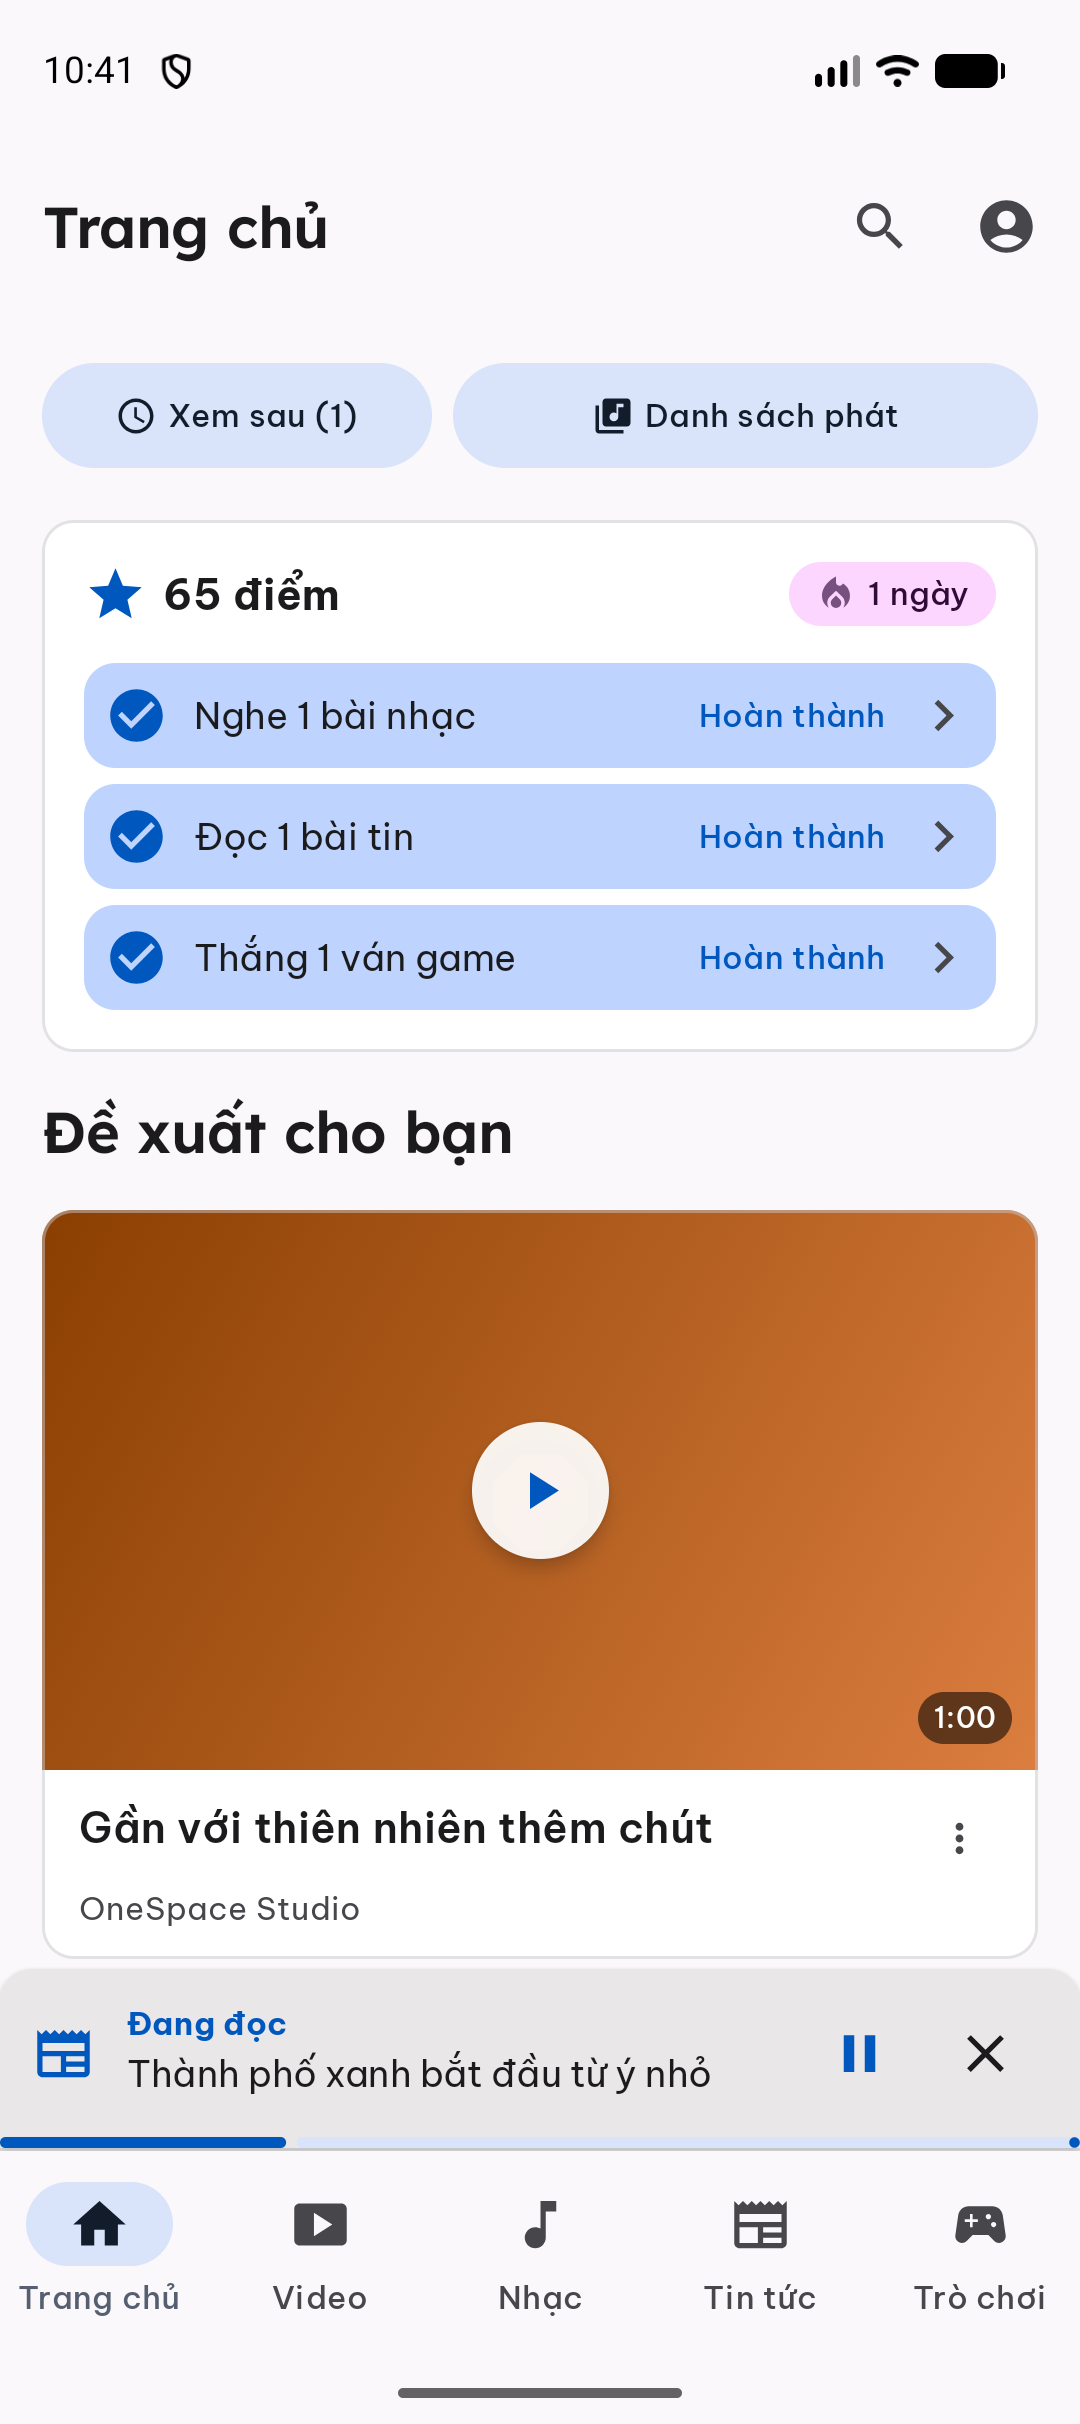 10:41
Trang chủ
Xem sau (1)
Danh sách phát
65 điểm
1 ngày
Nghe 1 bài nhạc
Hoàn thành
Đọc 1 bài tin
Hoàn thành
Thắng 1 ván game
Hoàn thành
Đề xuất cho bạn
1:00
Gần với thiên nhiên thêm chút
OneSpace Studio
Đang đọc
Thành phố xanh bắt đầu từ ý nhỏ
Trang chủ
Video
Nhạc
Tin tức
Trò chơi